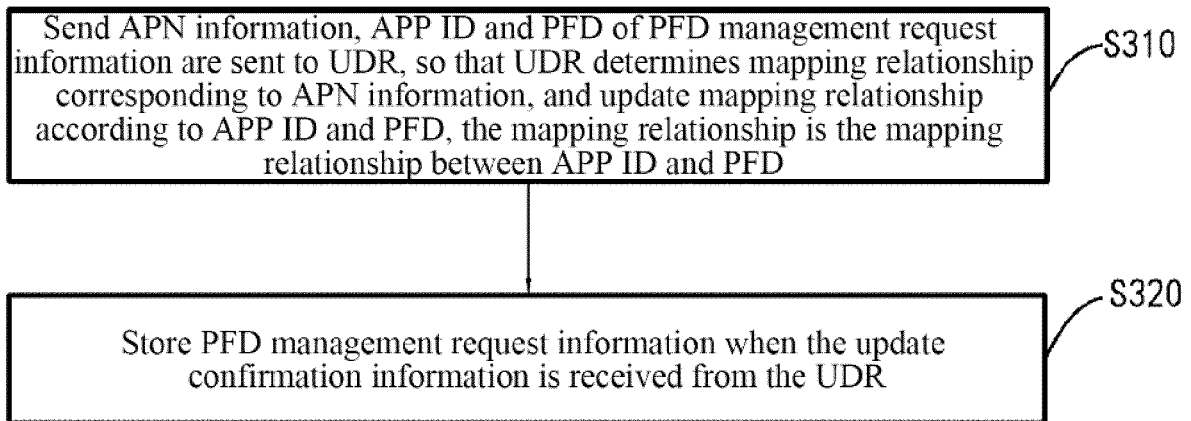 Send APN information, APP ID and PFD of PFD management request
information are sent to UDR, so that UDR determines mapping relationship
corresponding to APN information, and update mapping relationship
according to APP ID and PFD, the mapping relationship is the mapping
relationship between APP ID and PFD
S310
Store PFD management request information when the update
confirmation information is received from the UDR
S320